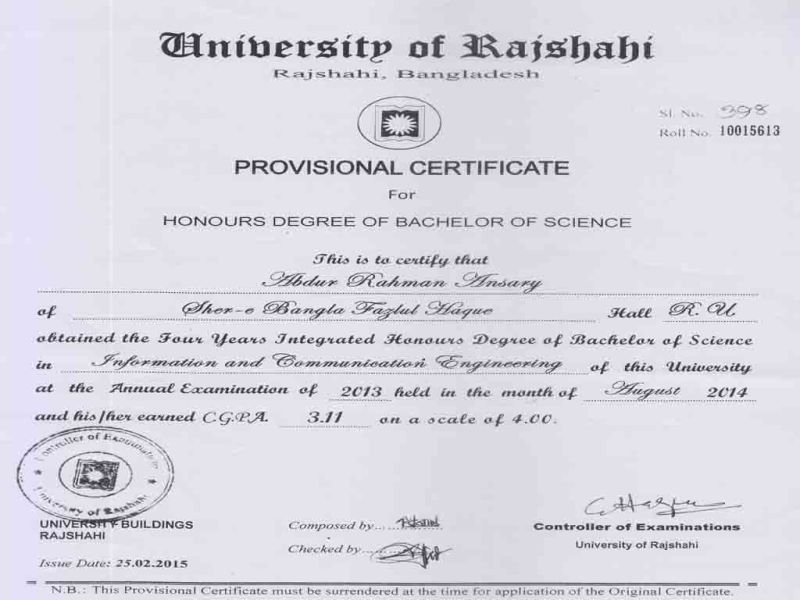 University of Rajshahi
Rajshahi, Bangladesh
Sl. No. 398
Roll No. 10015613
PROVISIONAL CERTIFICATE
For
HONOURS DEGREE OF BACHELOR OF SCIENCE
This is to certify that
Abdur Rahman Ansary
of Sher-e Bangla Fazlul Haque Hall R. U
obtained the Four Years Integrated Honours Degree of Bachelor of Science
in Information and Communication Engineering of this University
at the Annual Examination of 2013 held in the month of August 2014
and his/her earned C.G.P.A. 3.11 on a scale of 4.00.
Controller of Examinations
University of Rajshahi
UNIVERSITY BUILDINGS
RAJSHAHI
Composed by
Checked by
Controller of Examinations
University of Rajshahi
Issue Date: 25.02.2015
N.B.: This Provisional Certificate must be surrendered at the time for application of the Original Certificate.